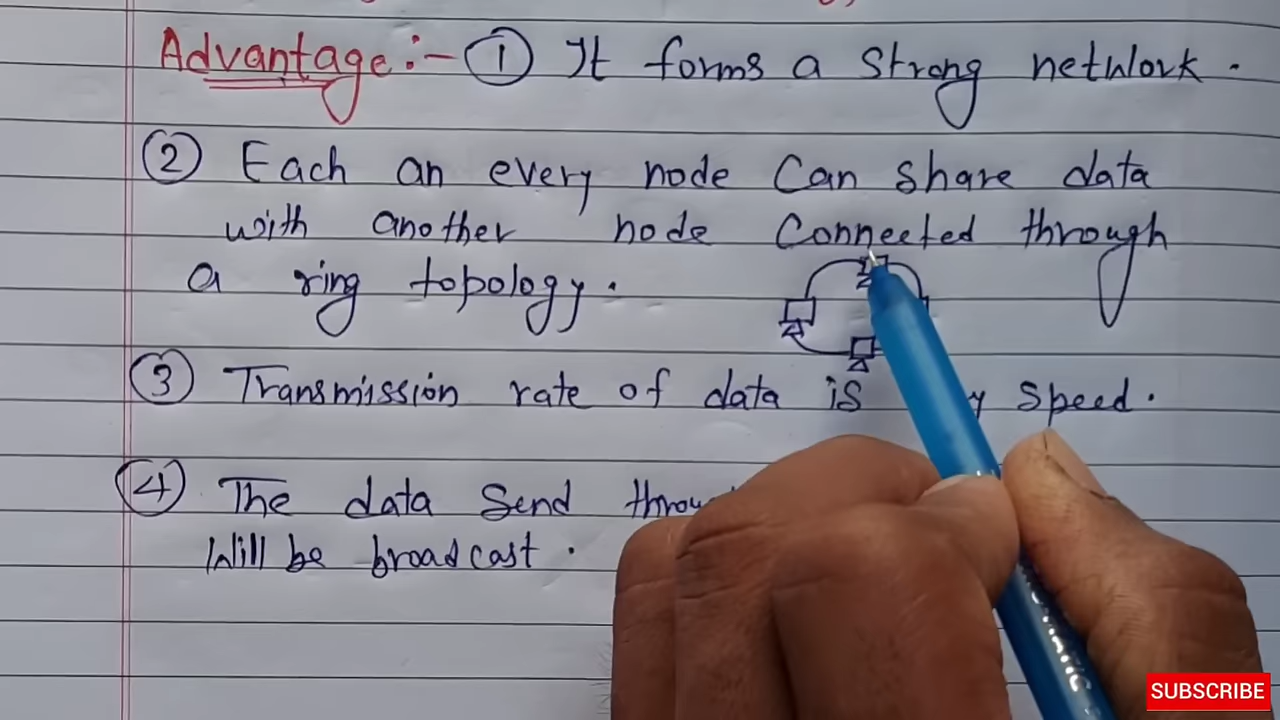 Advantage:- ① It forms a strong network.
② Each an every node Can share data
with another node Connected through
a ring topology.
③ Transmission rate of data is speed.
④ The data Send
Will be broadcast.
SUBSCRIBE